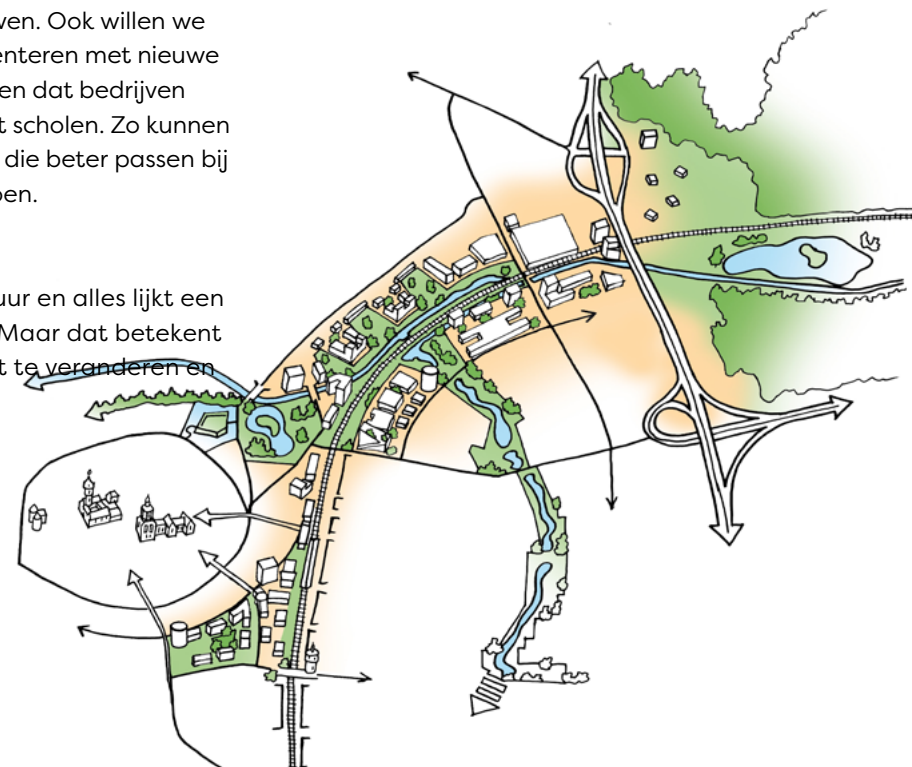 ven. Ook willen we
enteren met nieuwe
en dat bedrijven
t scholen. Zo kunnen
die beter passen bij
pen.
uur en alles lijkt een
Maar dat betekent
t te veranderen en